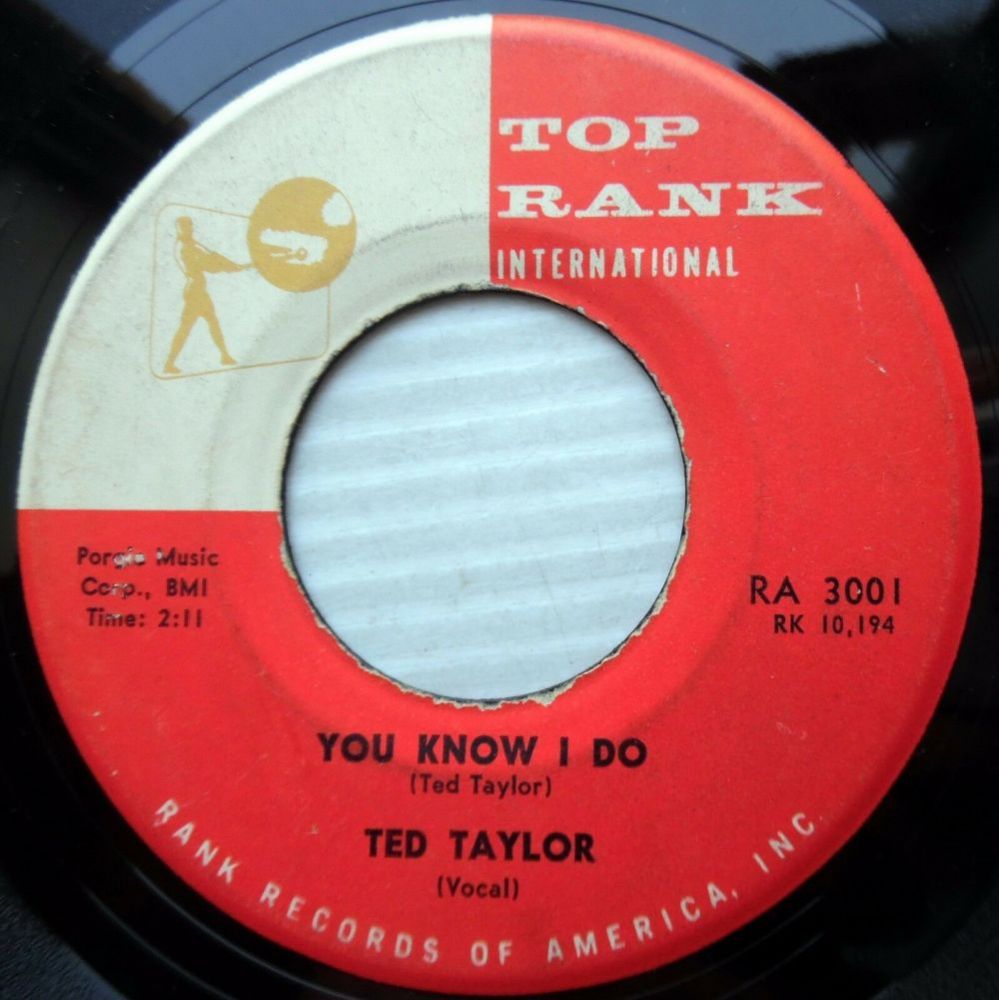 TOP
RANK
INTERNATIONAL
Porgie Music
Corp., BMI
Time: 2:11
RA 3001
RK 10,194
YOU KNOW I DO
(Ted Taylor)
TED TAYLOR
(Vocal)
RANK RECORDS OF AMERICA, INC.